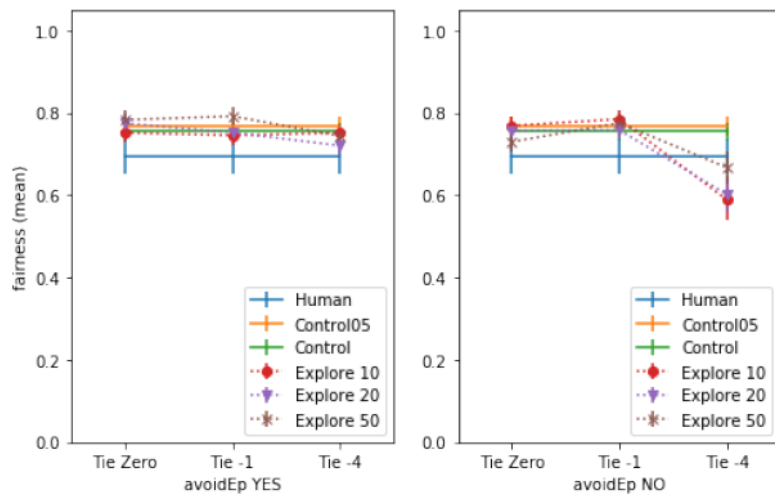 fairness (mean)
1.0
0.8
0.6
0.4
0.2
0.0
Human
Control05
Control
Explore 10
Explore 20
Explore 50
Tie Zero Tie -1 Tie -4
avoidEp YES
1.0
0.8
0.6
0.4
0.2
0.0
Human
Control05
Control
Explore 10
Explore 20
Explore 50
Tie Zero Tie -1 Tie -4
avoidEp NO